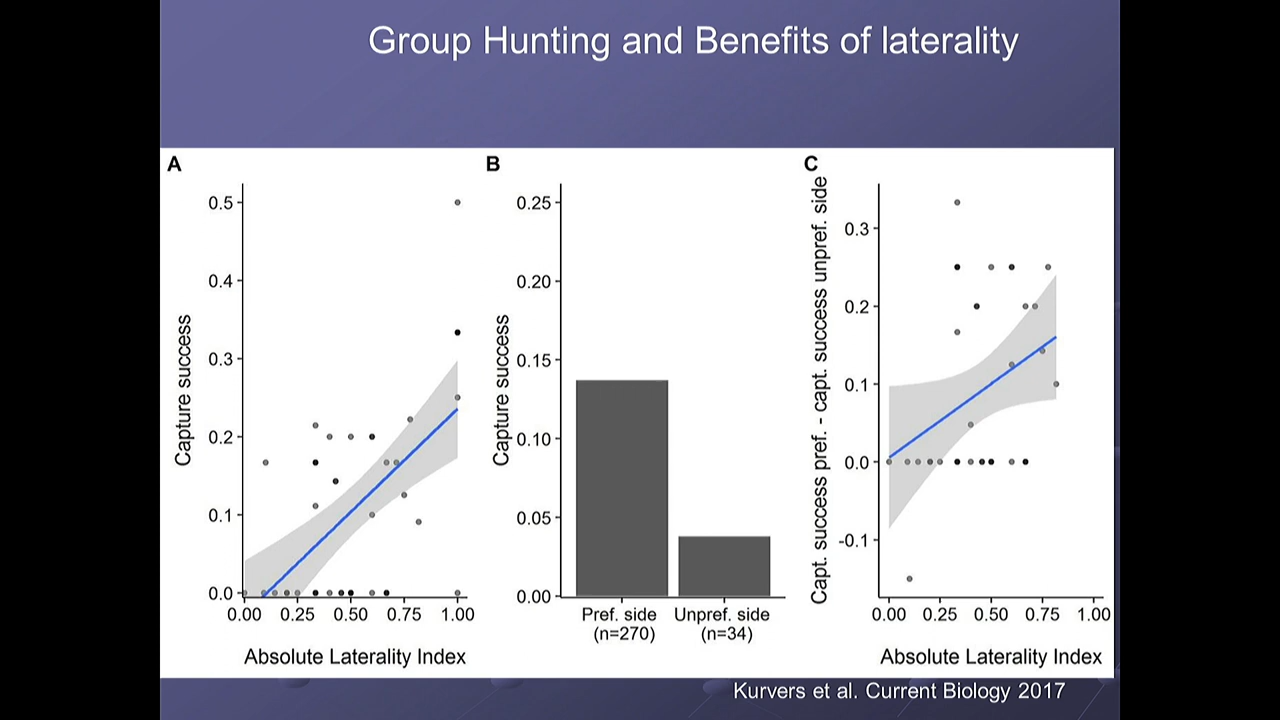 Group Hunting and Benefits of laterality
A
Capture success
0.5
0.4
0.3
0.2
0.1
0.0
0.00 0.25 0.50 0.75 1.00
Absolute Laterality Index
B
Capture success
0.25
0.20
0.15
0.10
0.05
0.00
Pref. side Unpref. side
(n=270) (n=34)
C
Capt. success pref. - capt. success unpref. side
0.3
0.2
0.1
0.0
-0.1
0.00 0.25 0.50 0.75 1.00
Absolute Laterality Index
Kurvers et al. Current Biology 2017